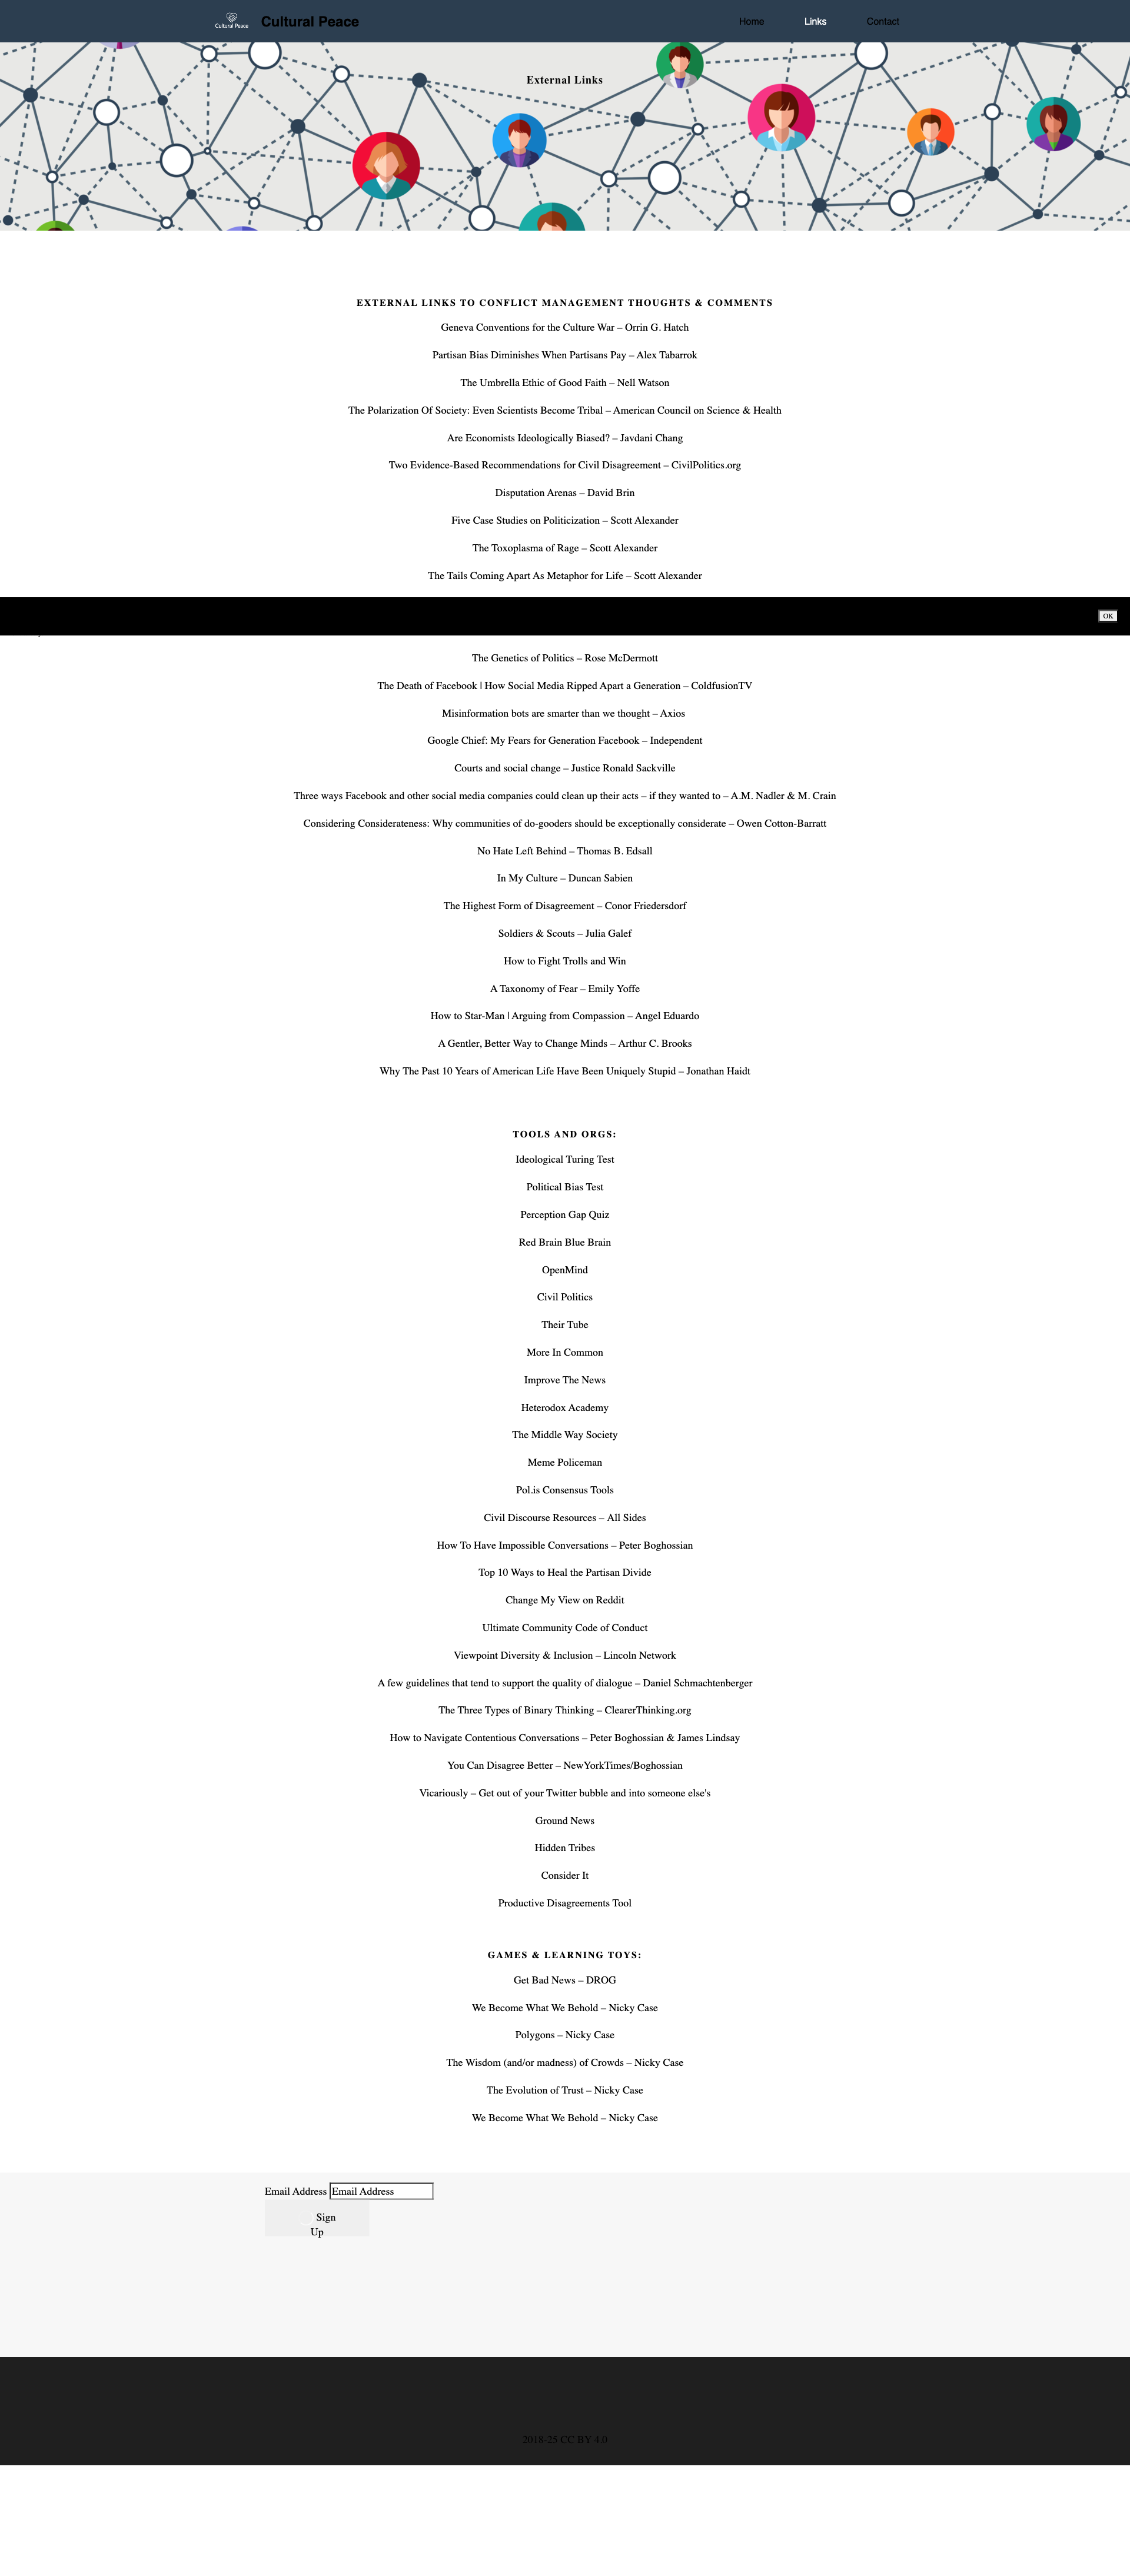 Cultural Peace
Cultural Peace
Home
Links
Contact
External Links
EXTERNAL LINKS TO CONFLICT MANAGEMENT THOUGHTS & COMMENTS
Geneva Conventions for the Culture War – Orrin G. Hatch
Partisan Bias Diminishes When Partisans Pay – Alex Tabarrok
The Umbrella Ethic of Good Faith – Nell Watson
The Polarization Of Society: Even Scientists Become Tribal – American Council on Science & Health
Are Economists Ideologically Biased? – Javdani Chang
Two Evidence-Based Recommendations for Civil Disagreement – CivilPolitics.org
Disputation Arenas – David Brin
Five Case Studies on Politicization – Scott Alexander
The Toxoplasma of Rage – Scott Alexander
The Tails Coming Apart As Metaphor for Life – Scott Alexander
OK
The Genetics of Politics – Rose McDermott
The Death of Facebook | How Social Media Ripped Apart a Generation – ColdfusionTV
Misinformation bots are smarter than we thought – Axios
Google Chief: My Fears for Generation Facebook – Independent
Courts and social change – Justice Ronald Sackville
Three ways Facebook and other social media companies could clean up their acts – if they wanted to – A.M. Nadler & M. Crain
Considering Considerateness: Why communities of do-gooders should be exceptionally considerate – Owen Cotton-Barratt
No Hate Left Behind – Thomas B. Edsall
In My Culture – Duncan Sabien
The Highest Form of Disagreement – Conor Friedersdorf
Soldiers & Scouts – Julia Galef
How to Fight Trolls and Win
A Taxonomy of Fear – Emily Yoffe
How to Star-Man | Arguing from Compassion – Angel Eduardo
A Gentler, Better Way to Change Minds – Arthur C. Brooks
Why The Past 10 Years of American Life Have Been Uniquely Stupid – Jonathan Haidt
TOOLS AND ORGS:
Ideological Turing Test
Political Bias Test
Perception Gap Quiz
Red Brain Blue Brain
OpenMind
Civil Politics
Their Tube
More In Common
Improve The News
Heterodox Academy
The Middle Way Society
Meme Policeman
Pol.is Consensus Tools
Civil Discourse Resources – All Sides
How To Have Impossible Conversations – Peter Boghossian
Top 10 Ways to Heal the Partisan Divide
Change My View on Reddit
Ultimate Community Code of Conduct
Viewpoint Diversity & Inclusion – Lincoln Network
A few guidelines that tend to support the quality of dialogue – Daniel Schmachtenberger
The Three Types of Binary Thinking – ClearerThinking.org
How to Navigate Contentious Conversations – Peter Boghossian & James Lindsay
You Can Disagree Better – NewYorkTimes/Boghossian
Vicariously – Get out of your Twitter bubble and into someone else's
Ground News
Hidden Tribes
Consider It
Productive Disagreements Tool
GAMES & LEARNING TOYS:
Get Bad News – DROG
We Become What We Behold – Nicky Case
Polygons – Nicky Case
The Wisdom (and/or madness) of Crowds – Nicky Case
The Evolution of Trust – Nicky Case
We Become What We Behold – Nicky Case
Email Address Email Address
Sign
Up
2018-25 CC BY 4.0